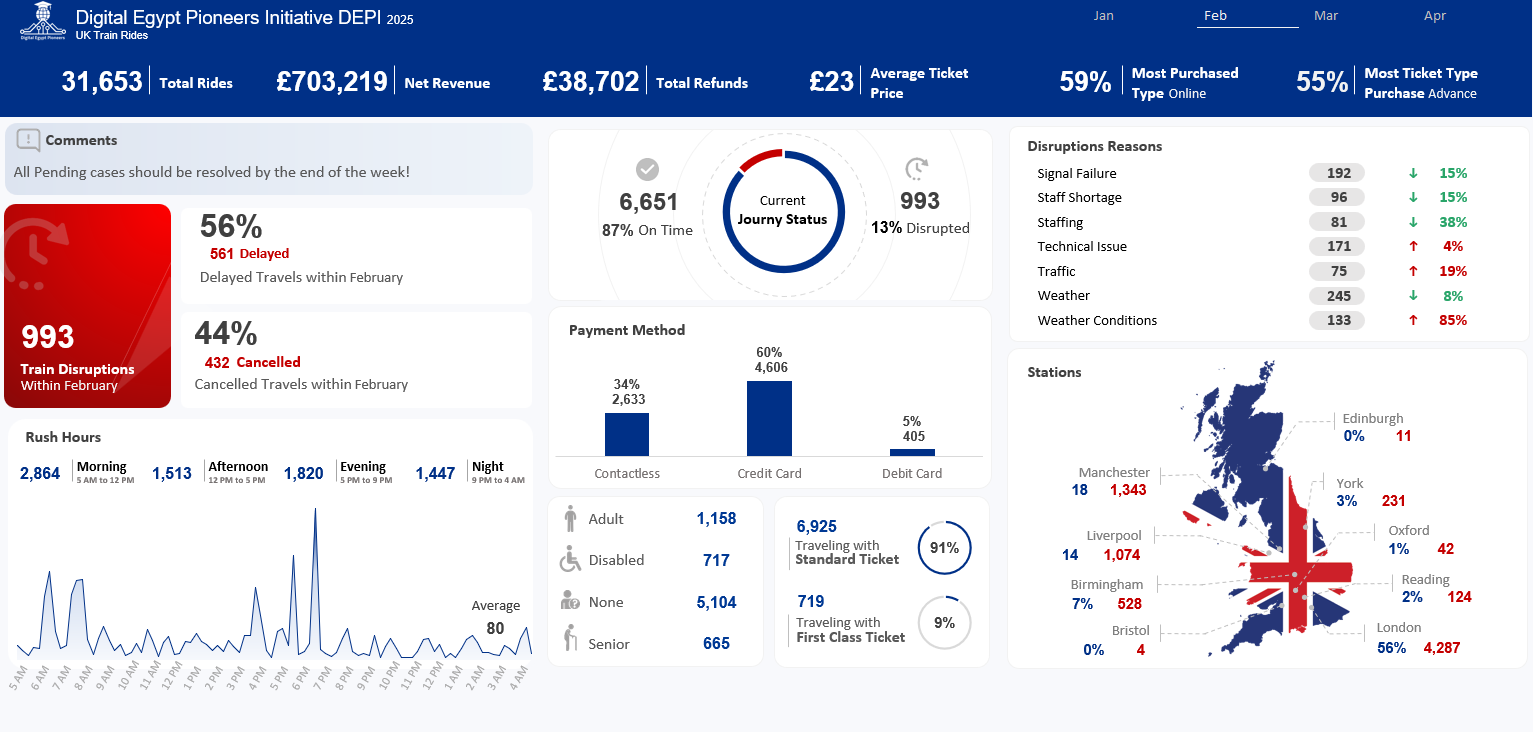 Digital Egypt Pioneers Initiative DEPI 2025
UK Train Rides
Digital Egypt Pioneers
Jan Feb Mar Apr
31,653 Total Rides
£703,219 Net Revenue
£38,702 Total Refunds
£23 Average Ticket
Price
59% Most Purchased
Type Online
55% Most Ticket Type
Purchase Advance
Comments
All Pending cases should be resolved by the end of the week!
993
Train Disruptions
Within February
56%
561 Delayed
Delayed Travels within February
44%
432 Cancelled
Cancelled Travels within February
Rush Hours
2,864 Morning
5 AM to 12 PM
1,513 Afternoon
12 PM to 5 PM
1,820 Evening
5 PM to 9 PM
1,447 Night
9 PM to 4 AM
Average
80
5 AM 6 AM 7 AM 8 AM 9 AM 10 AM 11 AM 12 PM 1 PM 2 PM 3 PM 4 PM 5 PM 6 PM 7 PM 8 PM 9 PM 10 PM 11 PM 12 PM 1 AM 2 AM 3 AM 4 AM
6,651
87% On Time
Current
Journy Status
993
13% Disrupted
Payment Method
34%
2,633
60%
4,606
5%
405
Contactless Credit Card Debit Card
Adult 1,158
Disabled 717
None 5,104
Senior 665
6,925
Traveling with
Standard Ticket
91%
719
Traveling with
First Class Ticket
9%
Disruptions Reasons
Signal Failure 192 ↓ 15%
Staff Shortage 96 ↓ 15%
Staffing 81 ↓ 38%
Technical Issue 171 ↑ 4%
Traffic 75 ↑ 19%
Weather 245 ↓ 8%
Weather Conditions 133 ↑ 85%
Stations
Edinburgh
0% 11
Manchester
18 1,343
York
3% 231
Liverpool
14 1,074
Oxford
1% 42
Birmingham
7% 528
Reading
2% 124
Bristol
0% 4
London
56% 4,287